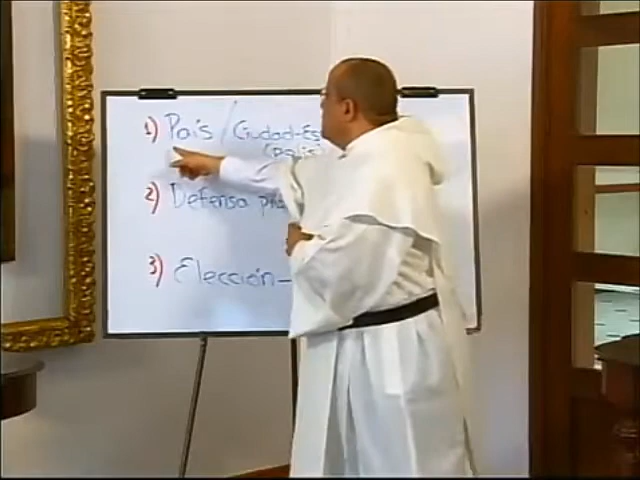 1) País / Ciudad-Es
(polis
2) Defensa
3) Elección-